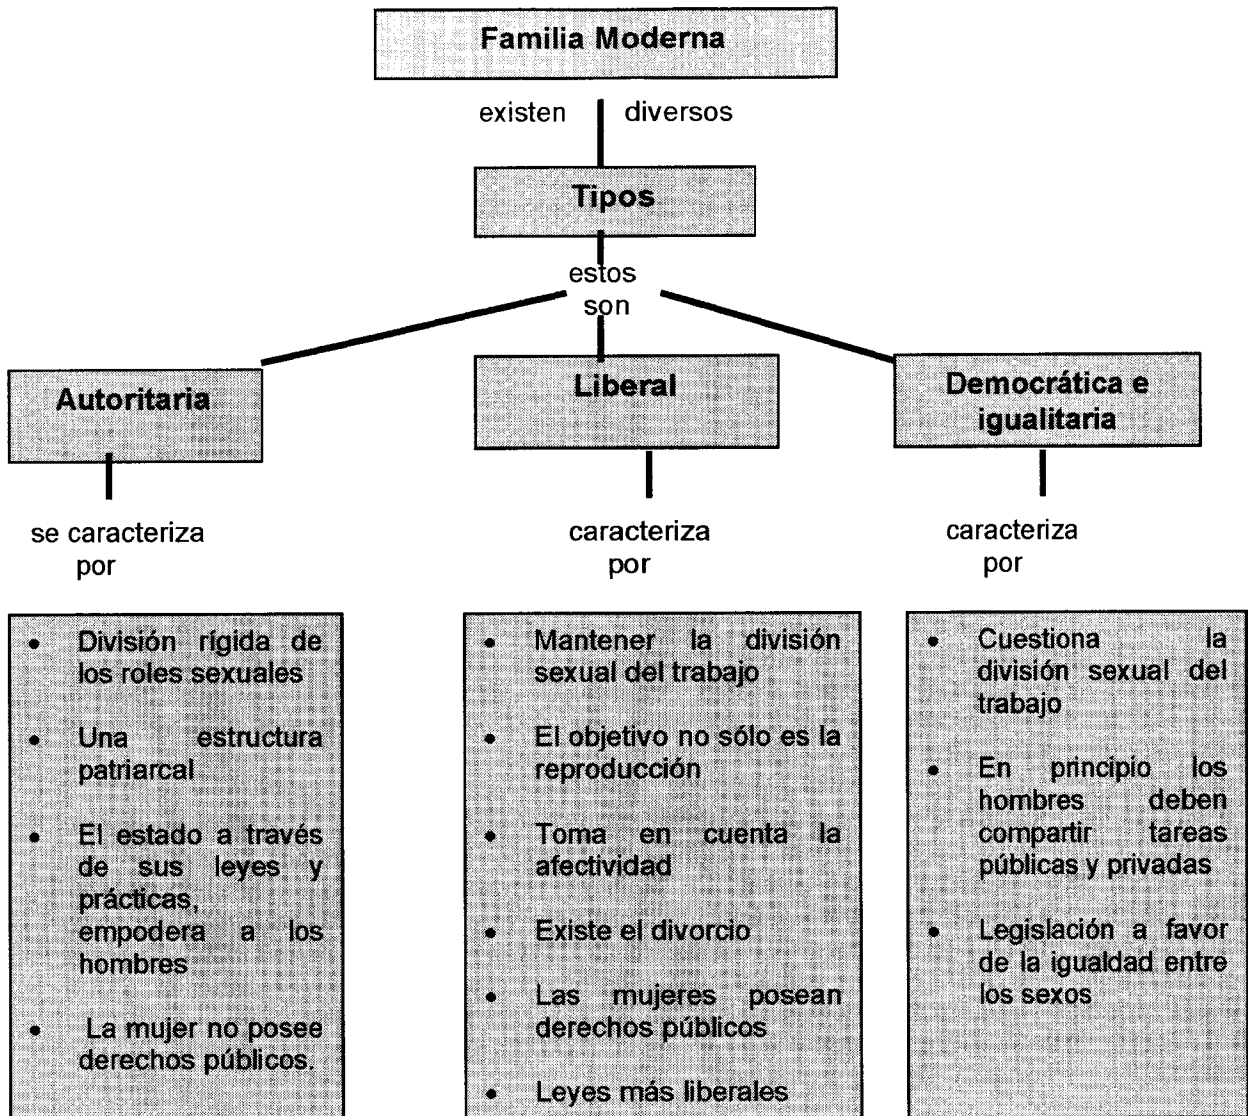 Familia Moderna
existen diversos
Tipos
estos
son
Autoritaria
Liberal
Democrática e
igualitaria
se caracteriza
por
caracteriza
por
caracteriza
por
• División rígida de
los roles sexuales
• Una estructura
patriarcal
• El estado a través
de sus leyes y
prácticas,
empodera a los
hombres
• La mujer no posee
derechos públicos.
• Mantener la división
sexual del trabajo
• El objetivo no sólo es la
reproducción
• Toma en cuenta la
afectividad
• Existe el divorcio
• Las mujeres posean
derechos públicos
• Leyes más liberales
• Cuestiona la
división sexual del
trabajo
• En principio los
hombres deben
compartir tareas
públicas y privadas
• Legislación a favor
de la igualdad entre
los sexos